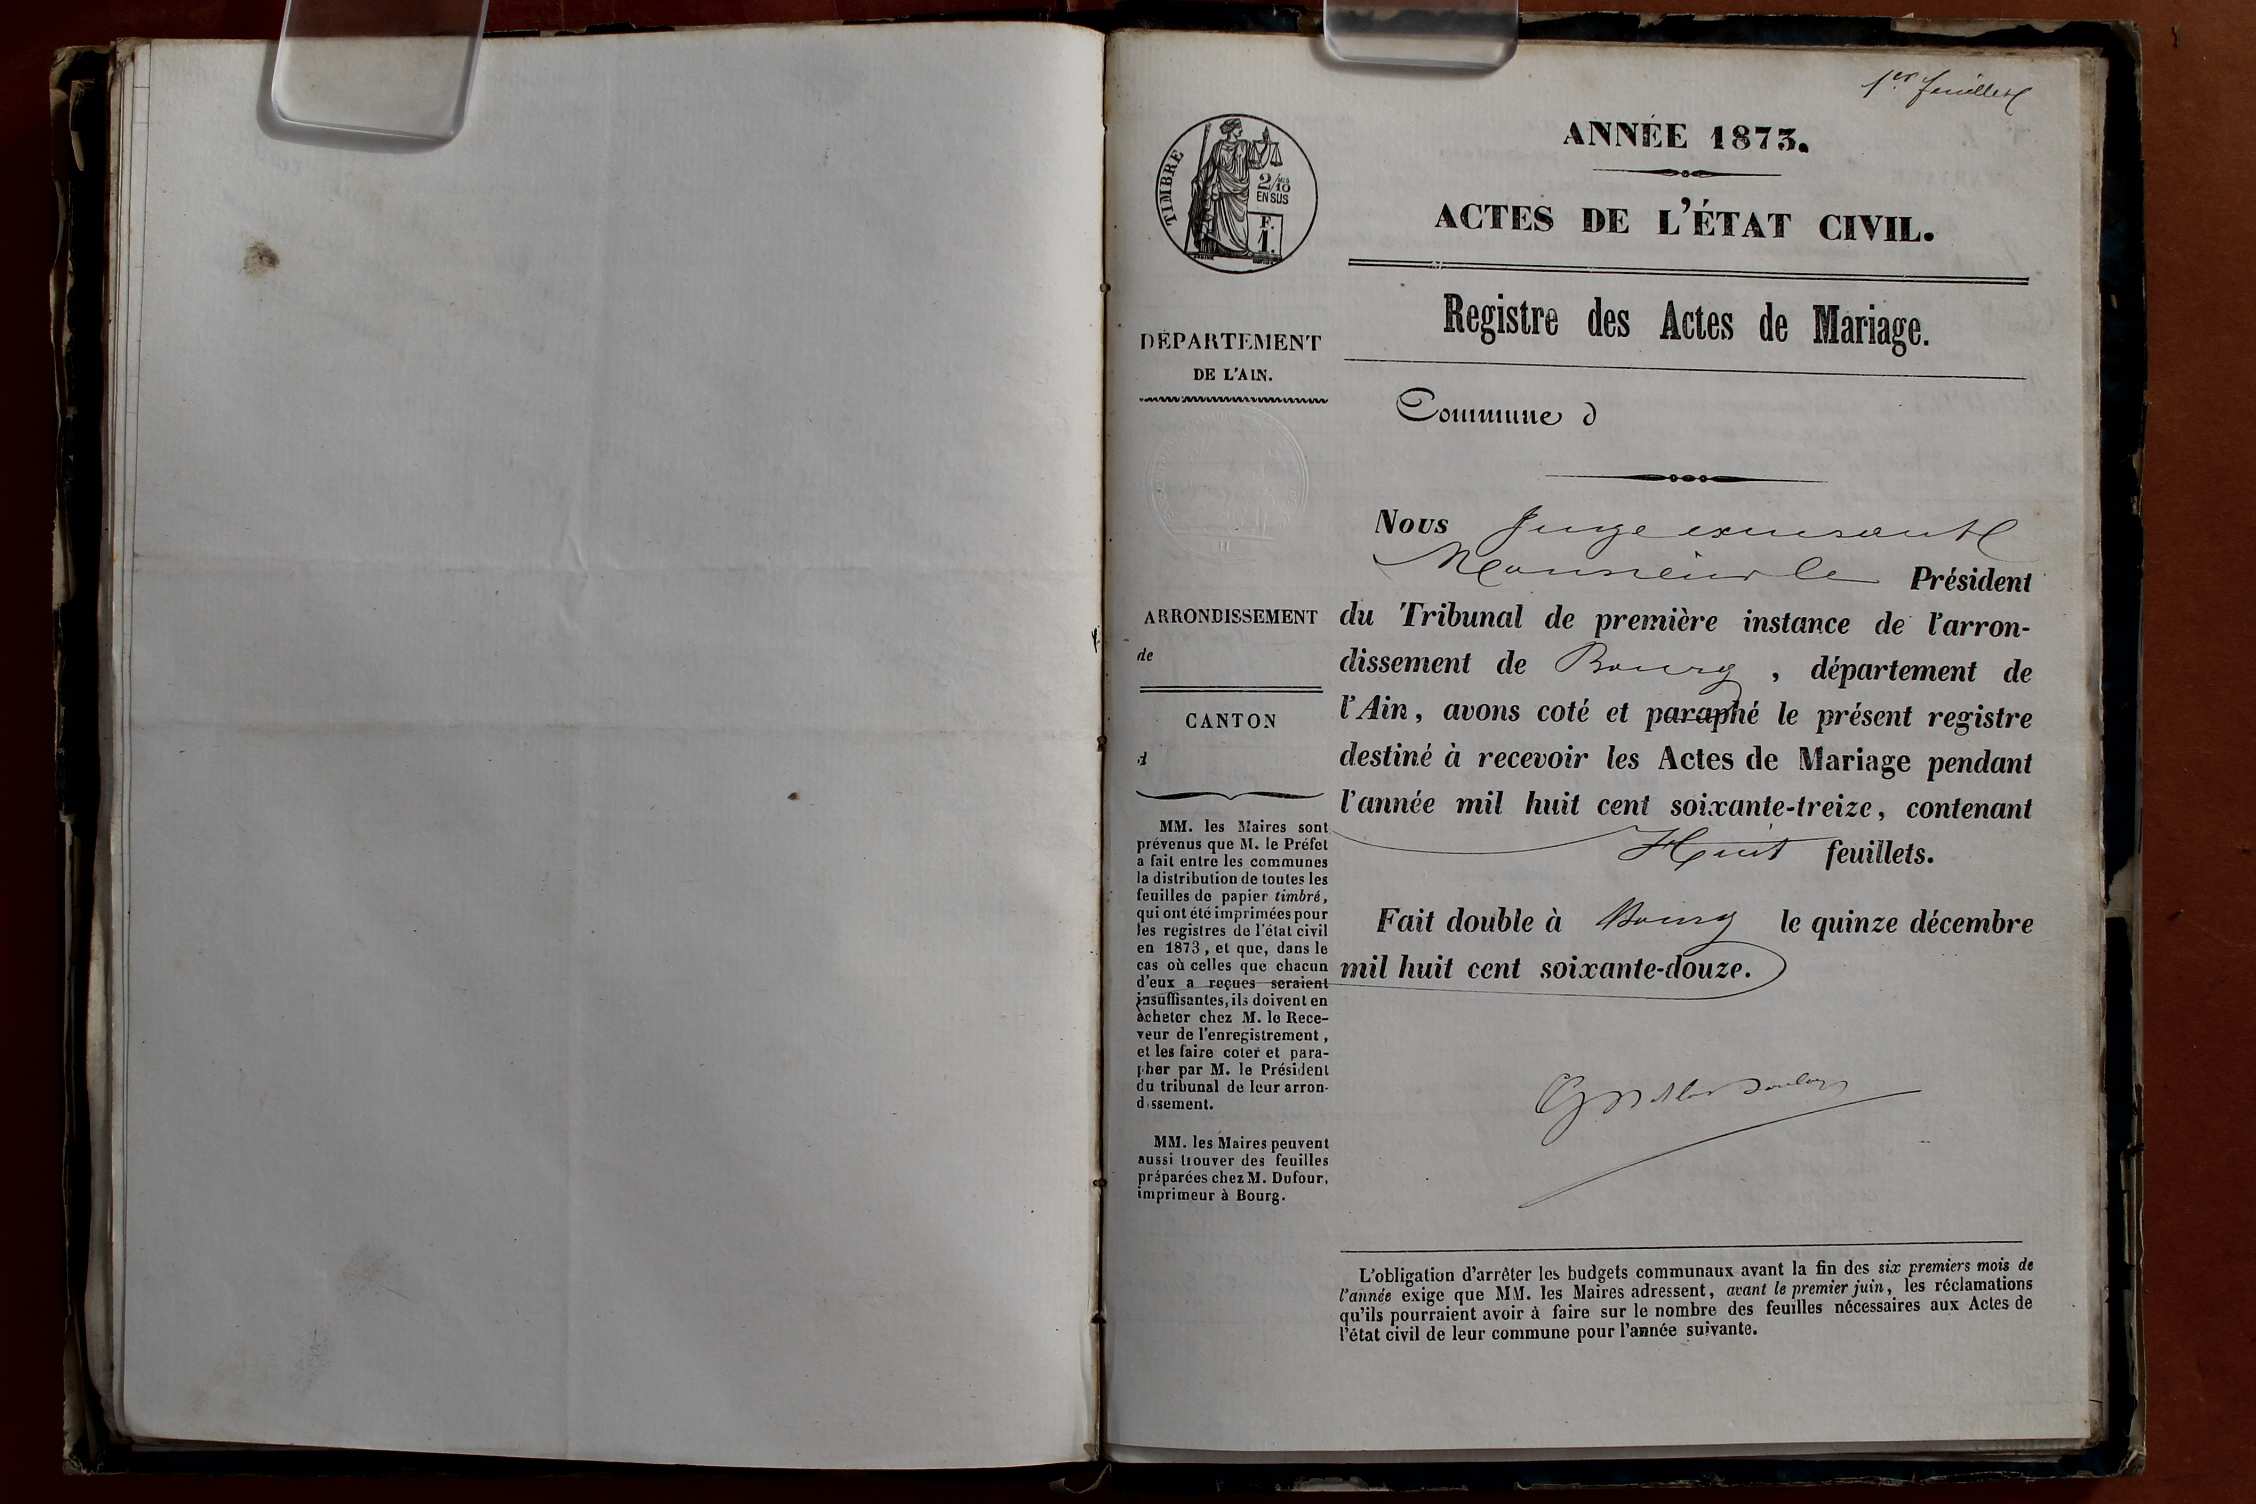 1er feuillet
ANNÉE 1873.
ACTES DE L'ÉTAT CIVIL.
Registre des Actes de Mariage.
Commune d
Nous Juge exerçant
Monsieur le Président
du Tribunal de première instance de l'arron-
dissement de Bourg, département de
l'Ain, avons coté et paraphé le présent registre
destiné à recevoir les Actes de Mariage pendant
l'année mil huit cent soixante-treize, contenant
Huit feuillets.
Fait double à Bourg le quinze décembre
mil huit cent soixante-douze.
L'obligation d'arrêter les budgets communaux avant la fin des six premiers mois de
l'année exige que MM. les Maires adressent, avant le premier juin, les réclamations
qu'ils pourraient avoir à faire sur le nombre des feuilles nécessaires aux Actes de
l'état civil de leur commune pour l'année suivante.
TIMBRE
2/10
EN SUS
F.
1.
DÉPARTEMENT
DE L'AIN.
ARRONDISSEMENT
de
CANTON
d
MM. les Maires sont
prévenus que M. le Préfet
a fait entre les communes
la distribution de toutes les
feuilles de papier timbré,
qui ont été imprimées pour
les registres de l'état civil
en 1873, et que, dans le
cas où celles que chacun
d'eux a reçues seraient
insuffisantes, ils doivent en
acheter chez M. le Rece-
veur de l'enregistrement,
et les faire coter et para-
pher par M. le Président
du tribunal de leur arron-
dissement.
MM. les Maires peuvent
aussi trouver des feuilles
préparées chez M. Dufour,
imprimeur à Bourg.